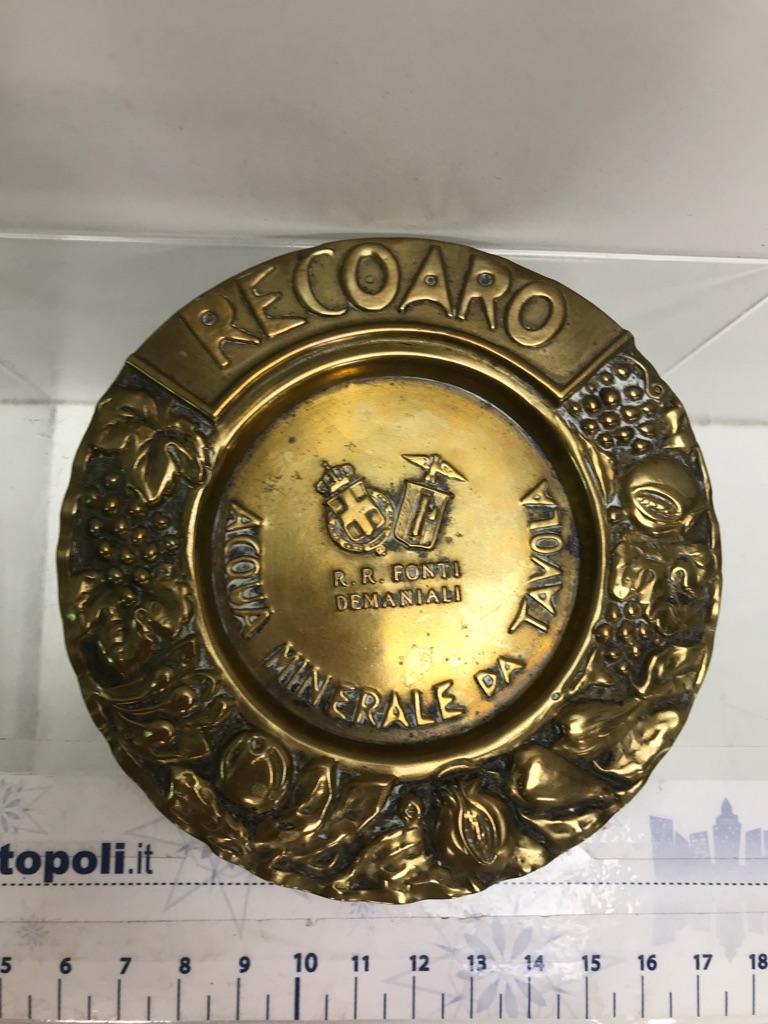 RECOARO
R. R. FONTI
DEMANIALI
ACQUA MINERALE DA TAVOLA
topoli.it
5 6 7 8 9 10 11 12 13 14 15 16 17 18